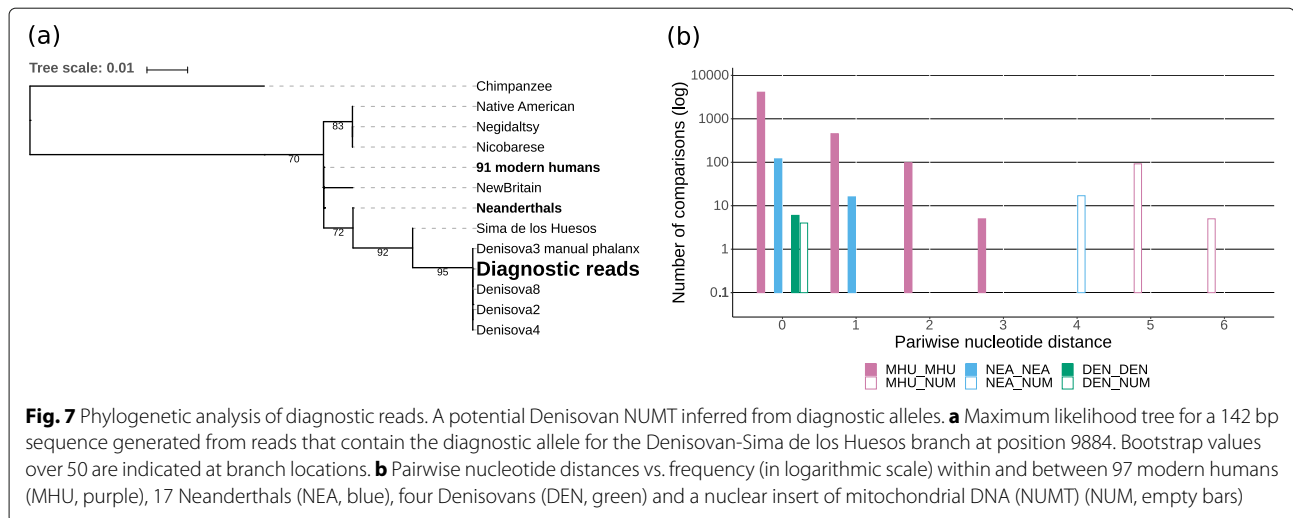 (a)
Tree scale: 0.01
Chimpanzee
Native American
83
Negidaltsy
Nicobarese
70
91 modern humans
NewBritain
Neanderthals
72
Sima de los Huesos
Denisova3 manual phalanx
92
Diagnostic reads
95
Denisova8
Denisova2
Denisova4
(b)
Number of comparisons (log)
10000
1000
100
10
1
0.1
0 1 2 3 4 5 6
Pariwise nucleotide distance
MHU_MHU NEA_NEA DEN_DEN
MHU_NUM NEA_NUM DEN_NUM
Fig. 7 Phylogenetic analysis of diagnostic reads. A potential Denisovan NUMT inferred from diagnostic alleles. a Maximum likelihood tree for a 142 bp
sequence generated from reads that contain the diagnostic allele for the Denisovan-Sima de los Huesos branch at position 9884. Bootstrap values
over 50 are indicated at branch locations. b Pairwise nucleotide distances vs. frequency (in logarithmic scale) within and between 97 modern humans
(MHU, purple), 17 Neanderthals (NEA, blue), four Denisovans (DEN, green) and a nuclear insert of mitochondrial DNA (NUMT) (NUM, empty bars)